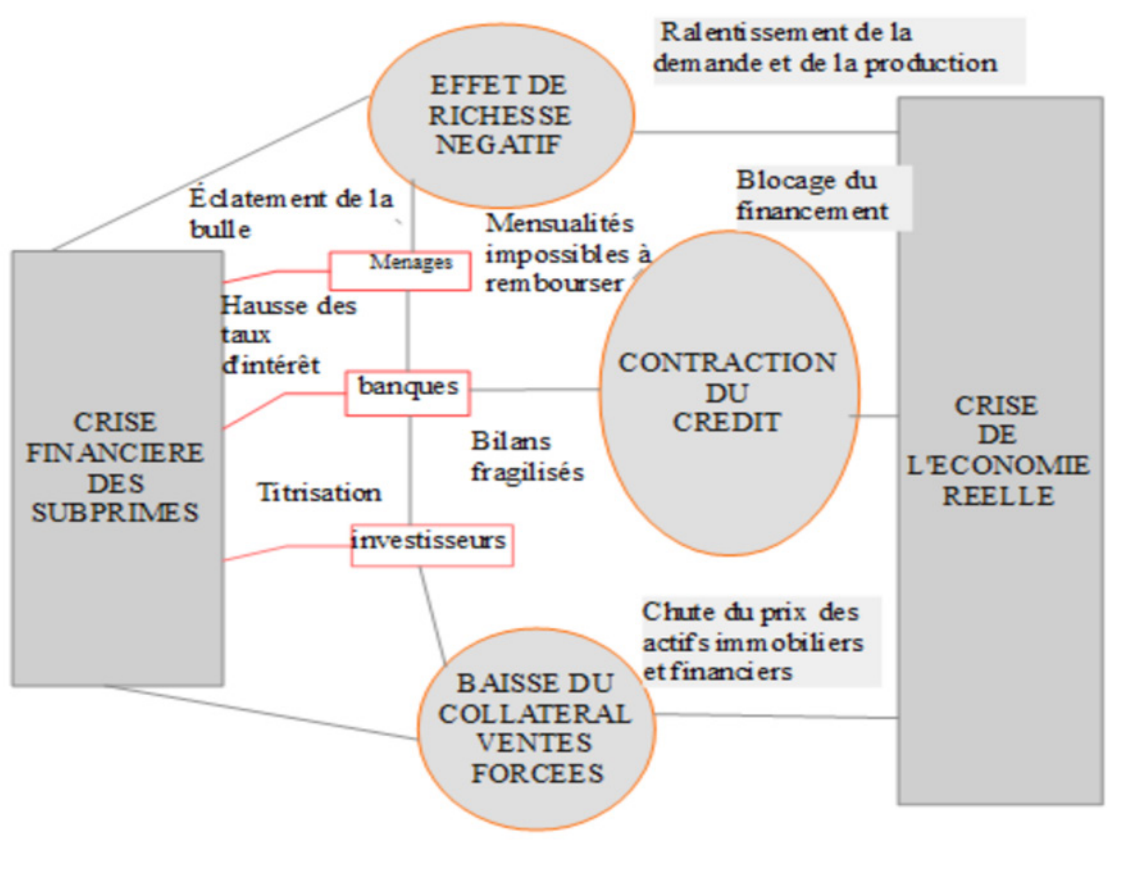 Ralentissement de la
demande et de la production
EFFET DE
RICHESSE
NEGATIF
Blocage du
financement
Éclatement de la
bulle
Mensualités
impossibles à
rembourser
Menages
Hausse des
taux
d'intérêt
banques
CONTRACTION
DU
CREDIT
CRISE
FINANCIERE
DES
SUBPRIMES
CRISE
DE
L'ECONOMIE
REELLE
Bilans
fragilisés
Titrisation
investisseurs
Chute du prix des
actifs immobiliers
et financiers
BAISSE DU
COLLATERAL
VENTES
FORCEES